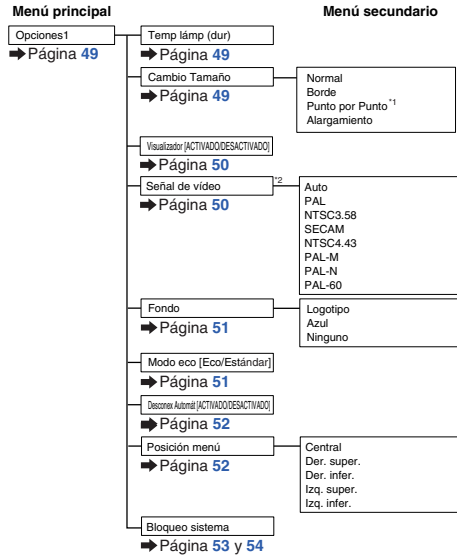 Menú principal
Menú secundario
Opciones1
➡Página 49
Temp lámp (dur)
➡Página 49
Cambio Tamaño
➡Página 49
Normal
Borde
Punto por Punto*1
Alargamiento
Visualizador [ACTIVADO/DESACTIVADO]
➡Página 50
Señal de vídeo *2
➡Página 50
Auto
PAL
NTSC3.58
SECAM
NTSC4.43
PAL-M
PAL-N
PAL-60
Fondo
➡Página 51
Logotipo
Azul
Ninguno
Modo eco [Eco/Estándar]
➡Página 51
Desconex Automát [ACTIVADO/DESACTIVADO]
➡Página 52
Posición menú
➡Página 52
Central
Der. super.
Der. infer.
Izq. super.
Izq. infer.
Bloqueo sistema
➡Página 53 y 54